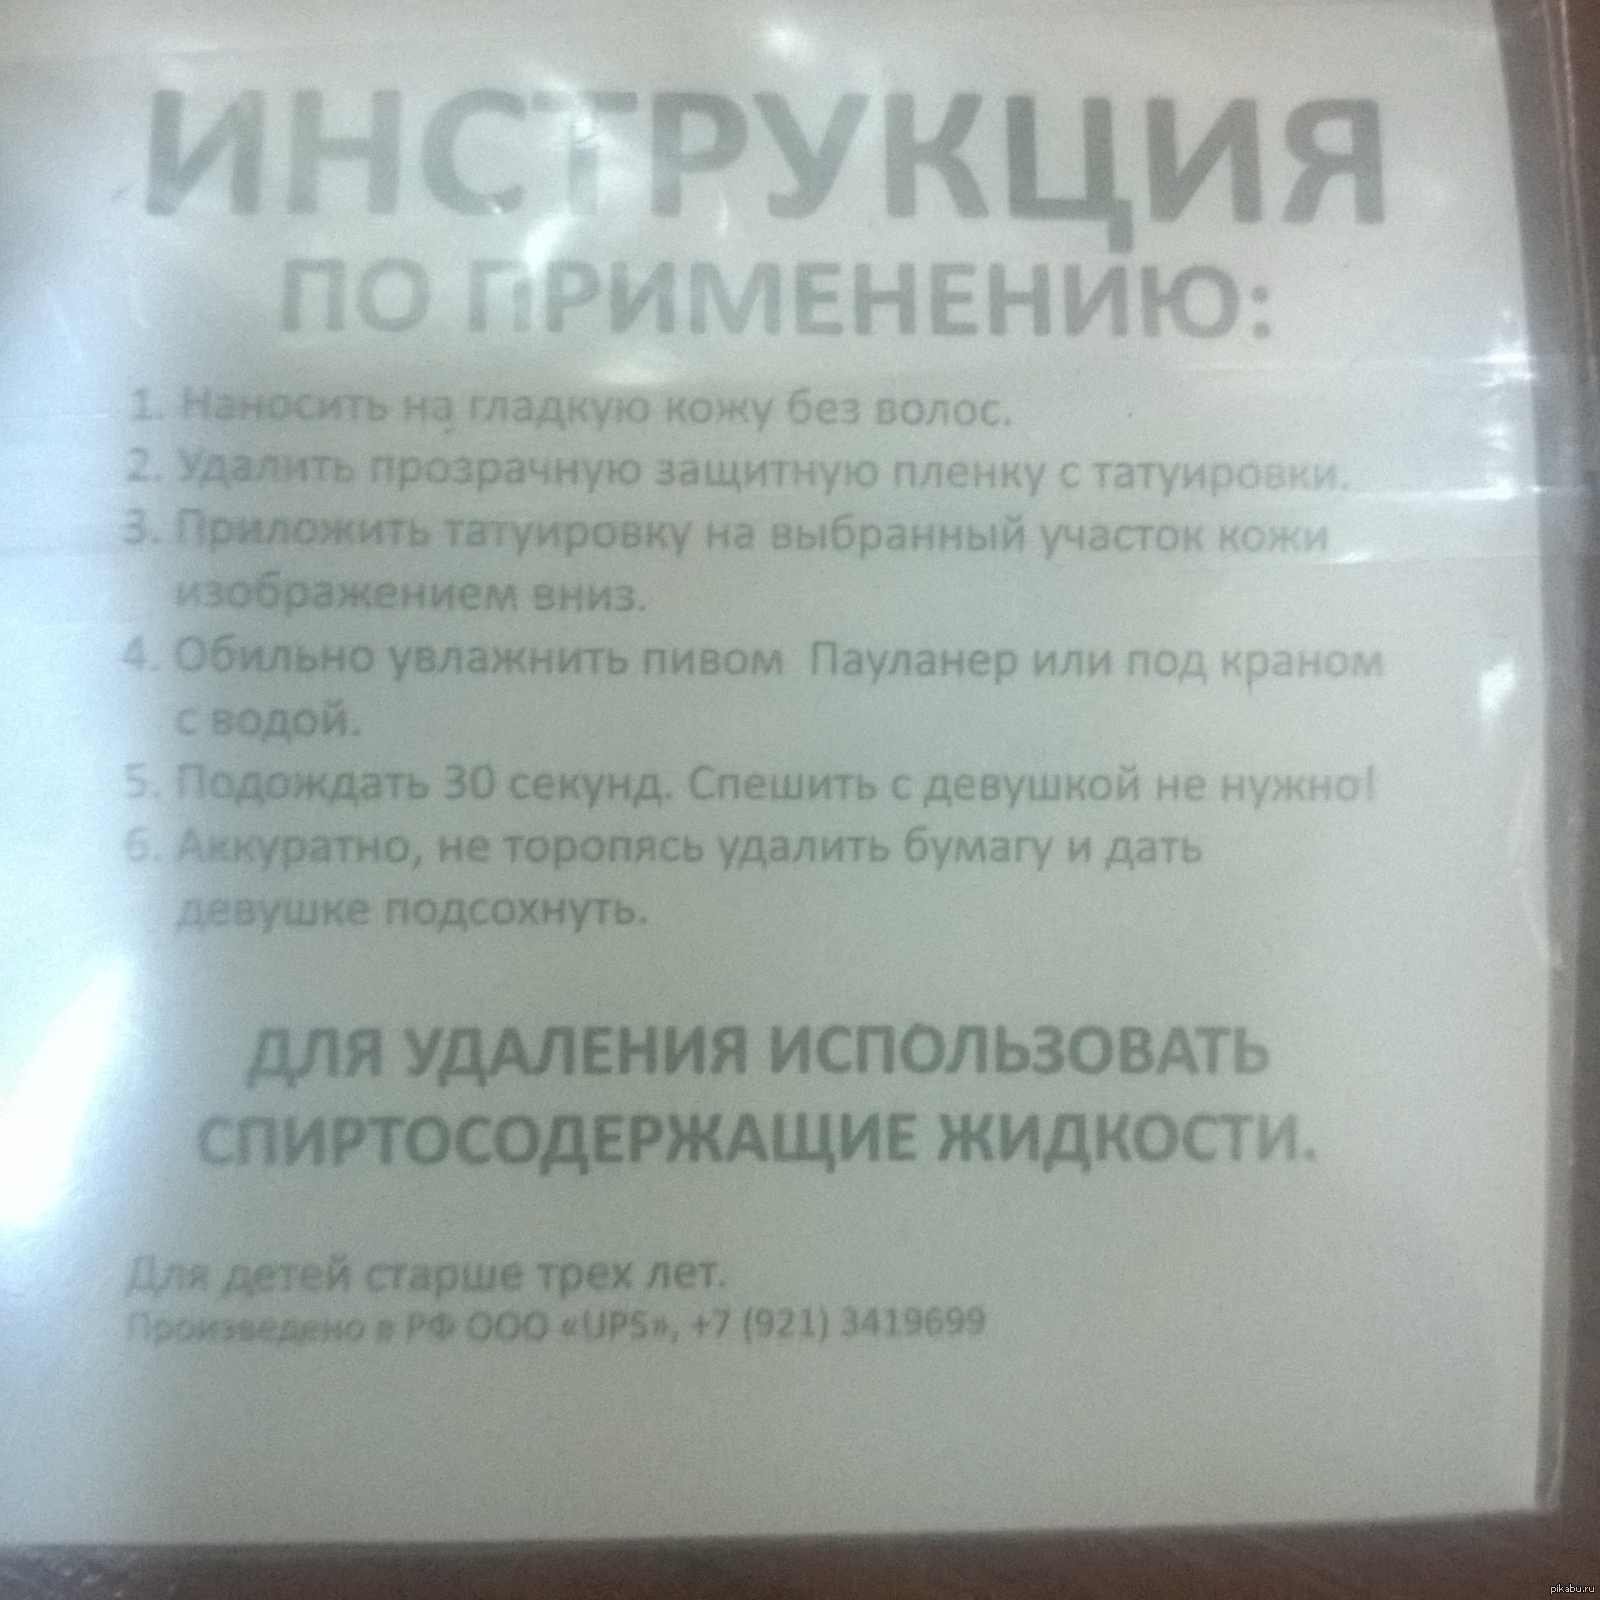 ИНСТРУКЦИЯ
ПО ПРИМЕНЕНИЮ:
1. Наносить на гладкую кожу без волос.
2. Удалить прозрачную защитную пленку с татуировки.
3. Приложить татуировку на выбранный участок кожи
изображением вниз.
4. Обильно увлажнить пивом Пауланер или под краном
с водой.
5. Подождать 30 секунд. Спешить с девушкой не нужно!
6. Аккуратно, не торопясь удалить бумагу и дать
девушке подсохнуть.
ДЛЯ УДАЛЕНИЯ ИСПОЛЬЗОВАТЬ
СПИРТОСОДЕРЖАЩИЕ ЖИДКОСТИ.
Для детей старше трех лет.
Произведено в РФ ООО «UPS», +7 (921) 3419699
pikabu.ru